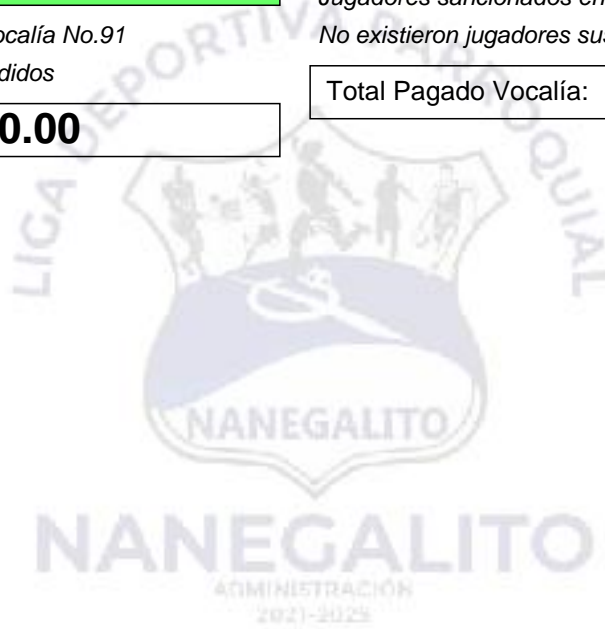 Jugadores sancionados en
ocalía No.91
No existieron jugadores sus
didos
Total Pagado Vocalía:
0.00
LIGA DEPORTIVA PARROQUIAL
NANEGALITO
NANEGALITO
ADMINISTRACIÓN
2021-2025